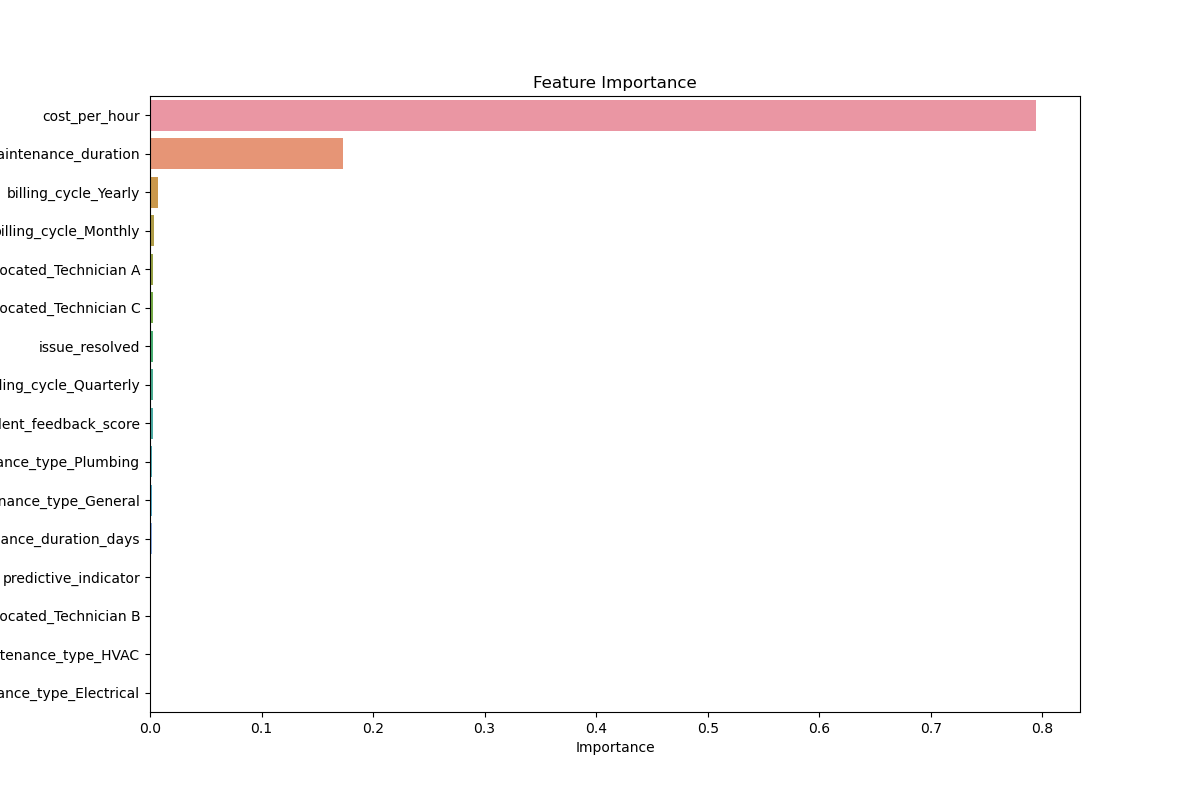 Feature Importance
cost_per_hour
aintenance_duration
billing_cycle_Yearly
billing_cycle_Monthly
ocated_Technician A
ocated_Technician C
issue_resolved
ling_cycle_Quarterly
lent_feedback_score
ance_type_Plumbing
nance_type_General
ance_duration_days
predictive_indicator
ocated_Technician B
tenance_type_HVAC
ance_type_Electrical
0.0 0.1 0.2 0.3 0.4 0.5 0.6 0.7 0.8
Importance